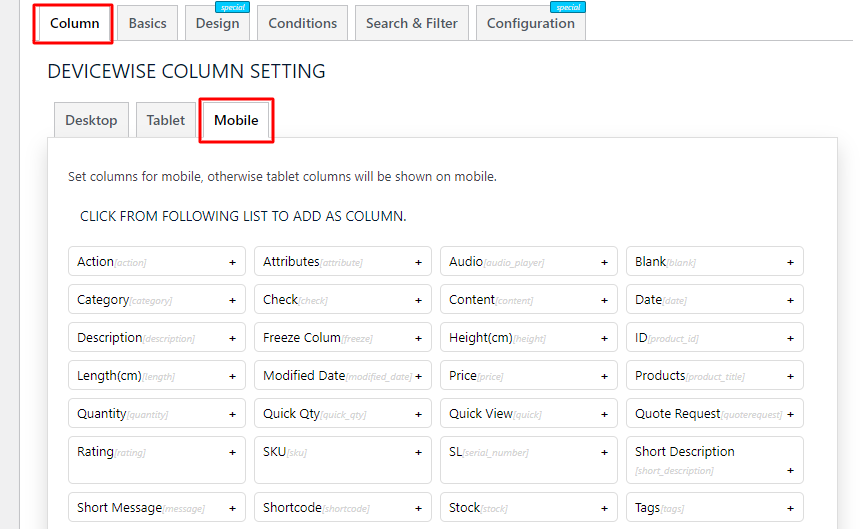 special special
Column Basics Design Conditions Search & Filter Configuration
DEVICEWISE COLUMN SETTING
Desktop Tablet Mobile
Set columns for mobile, otherwise tablet columns will be shown on mobile.
CLICK FROM FOLLOWING LIST TO ADD AS COLUMN.
Action[action] + Attributes[attribute] + Audio[audio_player] + Blank[blank] +
Category[category] + Check[check] + Content[content] + Date[date] +
Description[description] + Freeze Colum[freeze] + Height(cm)[height] + ID[product_id] +
Length(cm)[length] + Modified Date[modified_date] + Price[price] + Products[product_title] +
Quantity[quantity] + Quick Qty[quick_qty] + Quick View[quick] + Quote Request[quoterequest] +
Rating[rating] + SKU[sku] + SL[serial_number] + Short Description
[short_description] +
Short Message[message] + Shortcode[shortcode] + Stock[stock] + Tags[tags] +